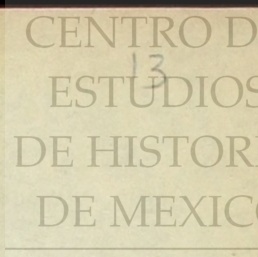 CENTRO D
13
ESTUDIOS
DE HISTORI
DE MEXICO